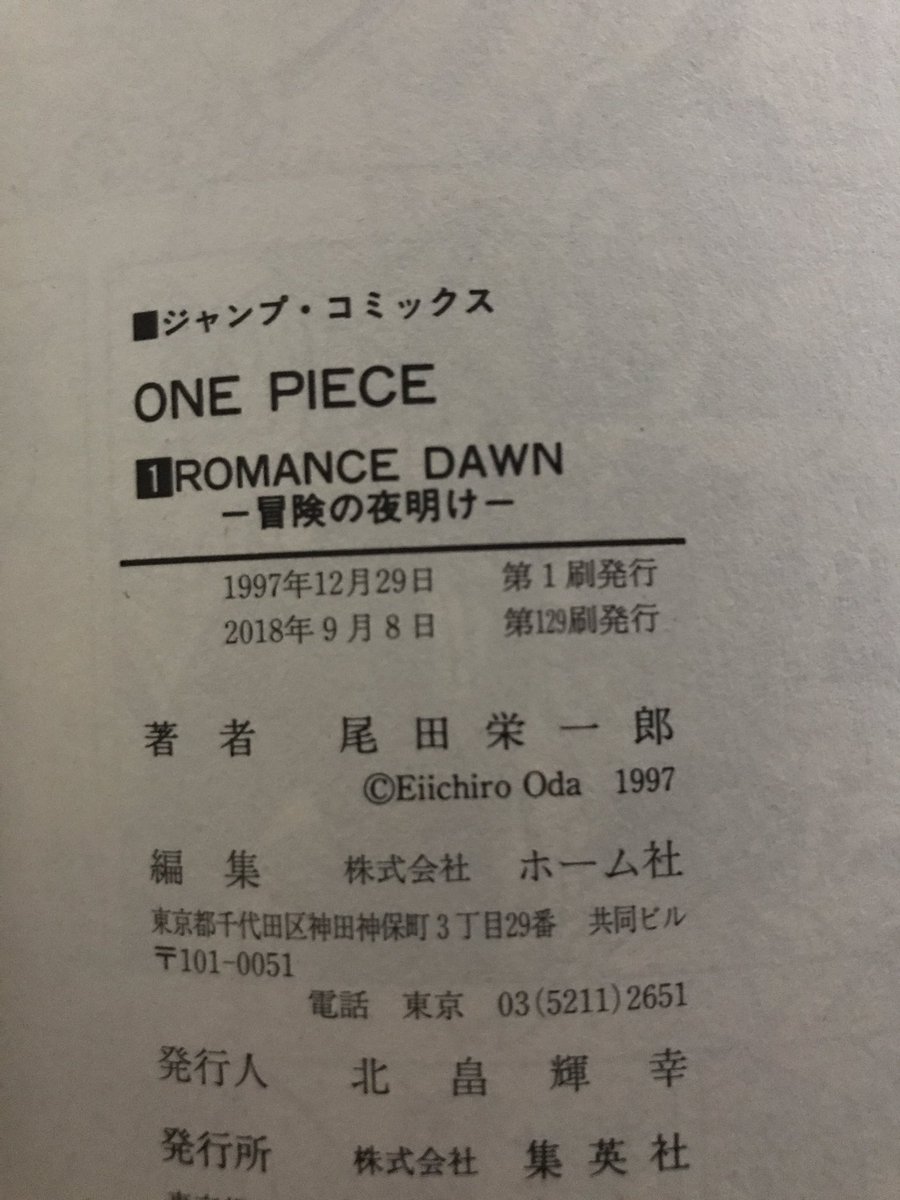 ■ジャンプ・コミックス
ONE PIECE
1 ROMANCE DAWN
－冒険の夜明け－
1997年12月29日 第1刷発行
2018年9月8日 第129刷発行
著者 尾田栄一郎
©Eiichiro Oda 1997
編集 株式会社 ホーム社
東京都千代田区神田神保町3丁目29番 共同ビル
〒101-0051
電話 東京 03(5211)2651
発行人 北畠輝幸
発行所 株式会社 集英社